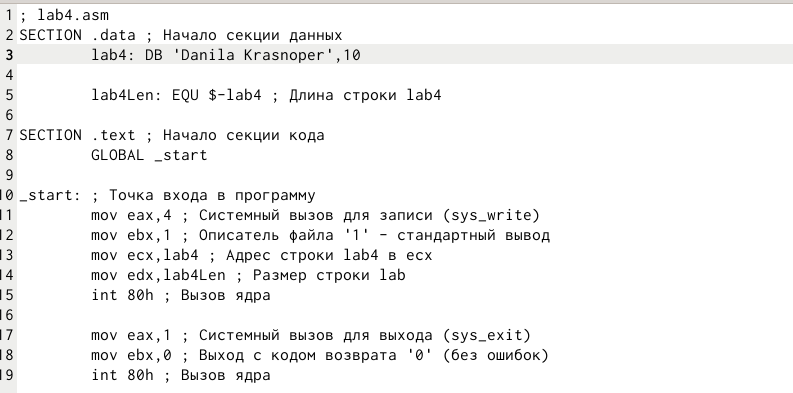 1 ; lab4.asm
2 SECTION .data ; Начало секции данных
3         lab4: DB 'Danila Krasnoper',10
4
5         lab4Len: EQU $-lab4 ; Длина строки lab4
6
7 SECTION .text ; Начало секции кода
8         GLOBAL _start
9
10 _start: ; Точка входа в программу
11         mov eax,4 ; Системный вызов для записи (sys_write)
12         mov ebx,1 ; Описатель файла '1' - стандартный вывод
13         mov ecx,lab4 ; Адрес строки lab4 в ecx
14         mov edx,lab4Len ; Размер строки lab
15         int 80h ; Вызов ядра
16
17         mov eax,1 ; Системный вызов для выхода (sys_exit)
18         mov ebx,0 ; Выход с кодом возврата '0' (без ошибок)
19         int 80h ; Вызов ядра